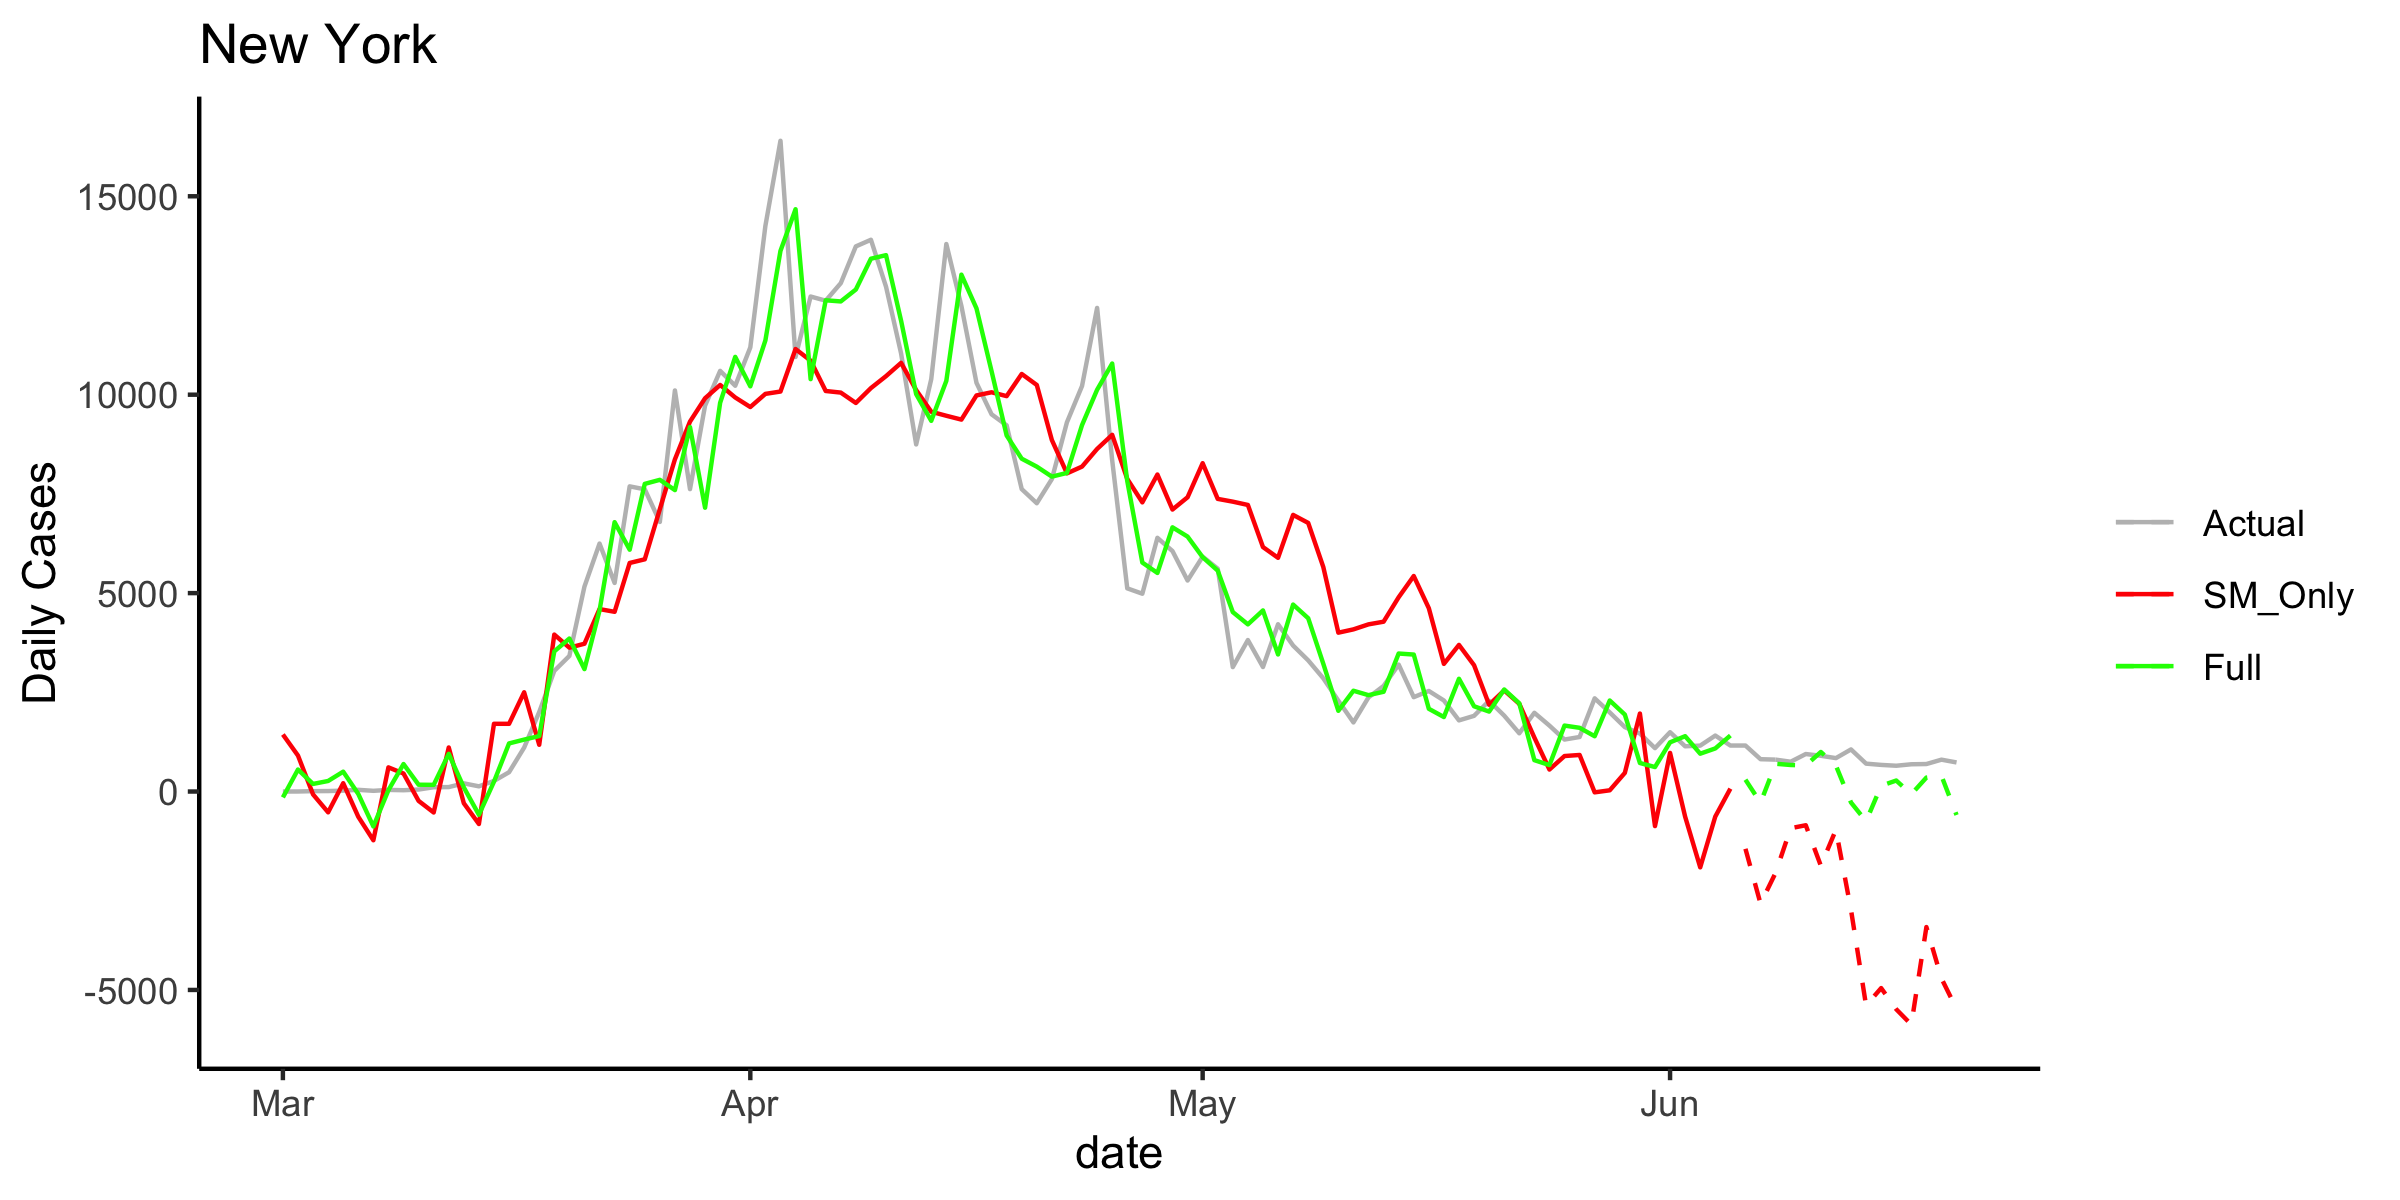 New York
Daily Cases
15000
10000
5000
0
-5000
Mar
Apr
May
Jun
date
Actual
SM_Only
Full